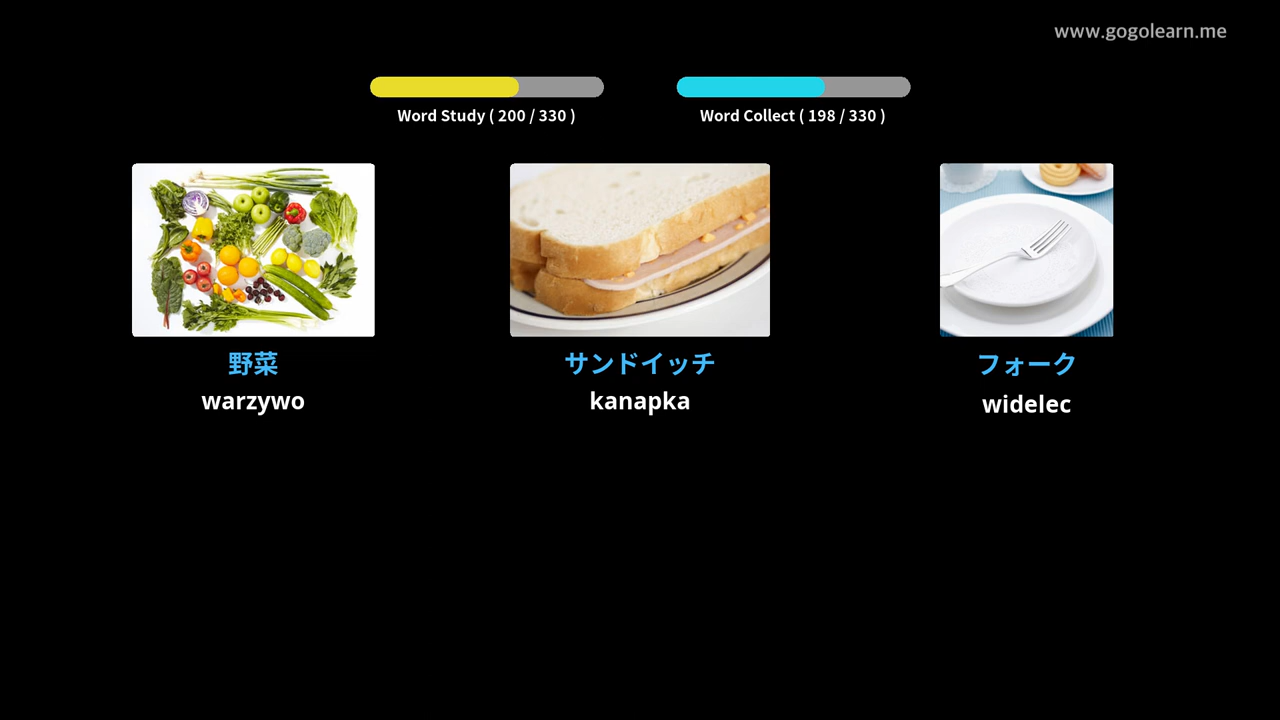 www.gogolearn.me
Word Study ( 200 / 330 )
Word Collect ( 198 / 330 )
野菜
サンドイッチ
フォーク
warzywo
kanapka
widelec